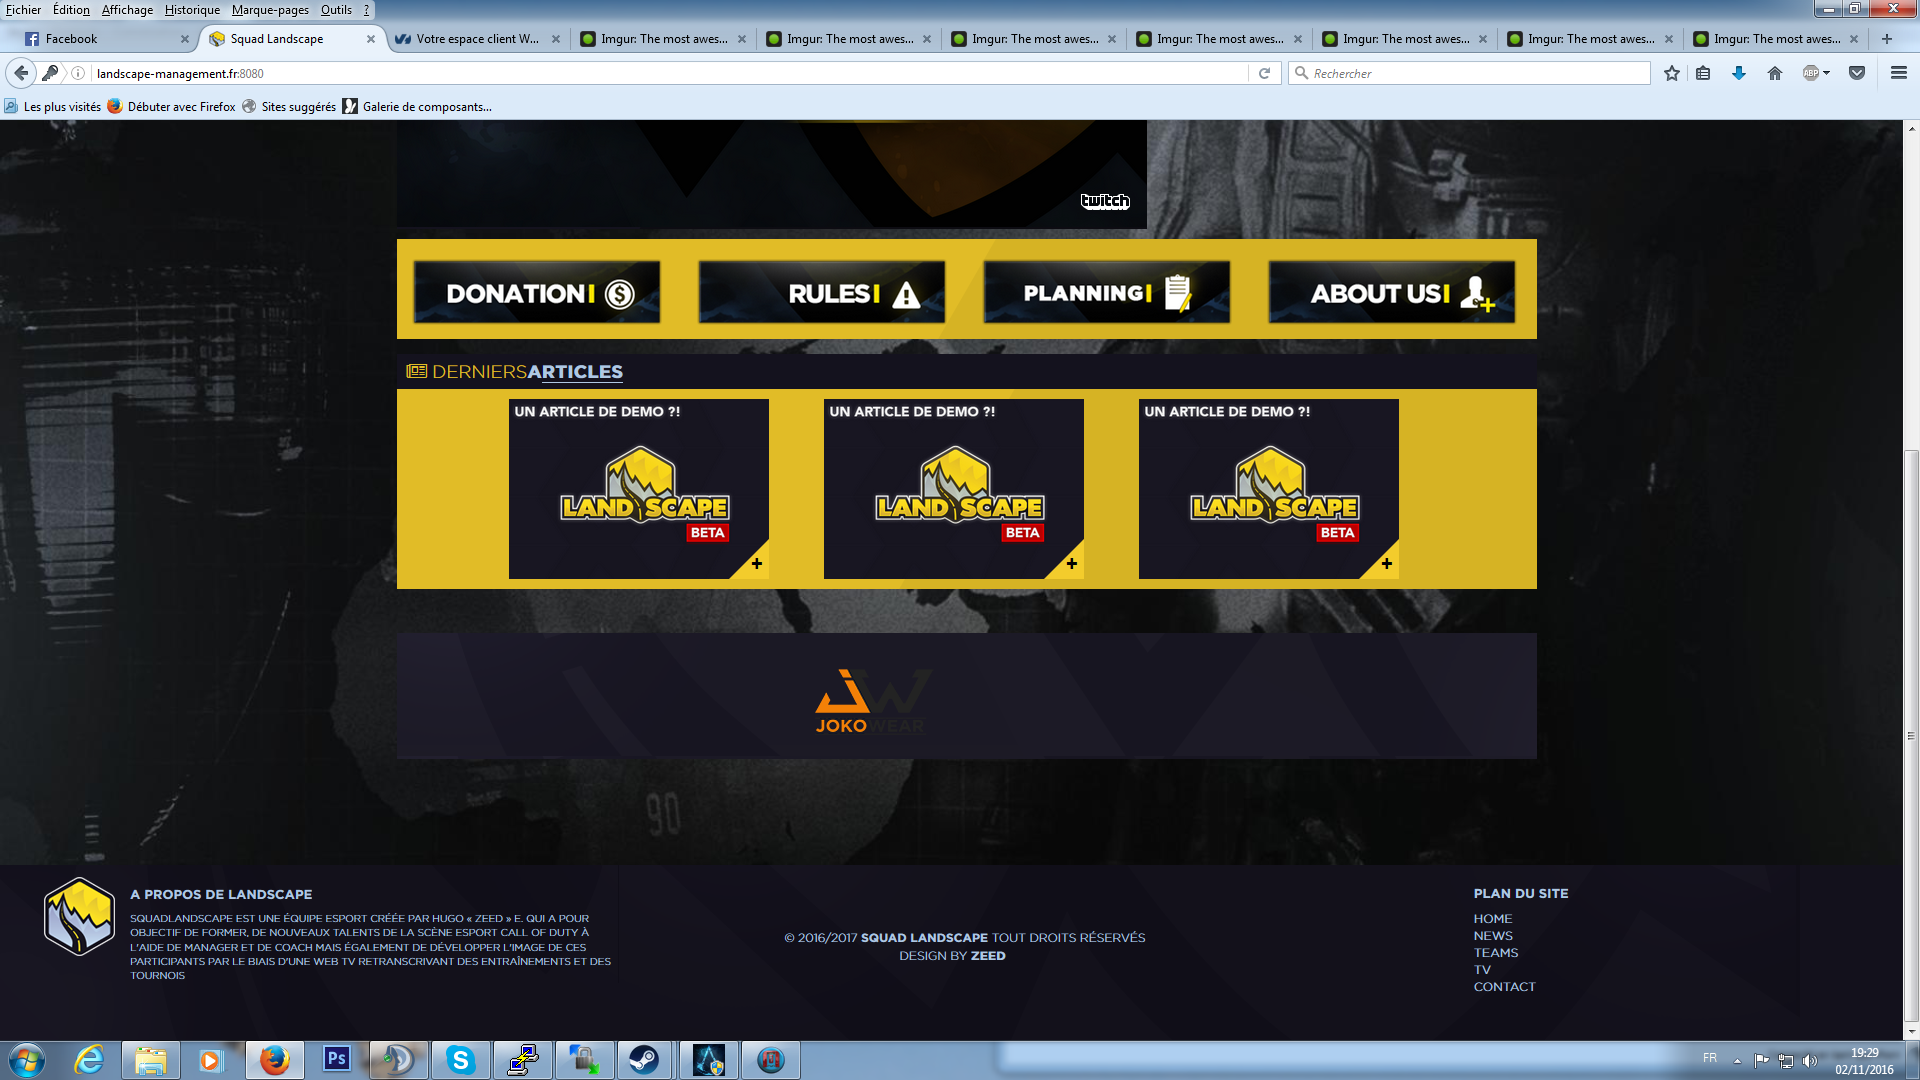 Fichier Édition Affichage Historique Marque-pages Outils ?
Facebook
Squad Landscape
Votre espace client W...
Imgur: The most awes...
Imgur: The most awes...
Imgur: The most awes...
Imgur: The most awes...
Imgur: The most awes...
Imgur: The most awes...
Imgur: The most awes...
landscape-management.fr:8080
Rechercher
ABP
Les plus visités
Débuter avec Firefox
Sites suggérés
Galerie de composants...
twitch
DONATION
RULES
PLANNING
ABOUT US
DERNIERSARTICLES
UN ARTICLE DE DEMO ?!
LANDSCAPE
BETA
+
UN ARTICLE DE DEMO ?!
LANDSCAPE
BETA
+
UN ARTICLE DE DEMO ?!
LANDSCAPE
BETA
+
JW
JOKOWEAR
90
A PROPOS DE LANDSCAPE
SQUADLANDSCAPE EST UNE ÉQUIPE ESPORT CRÉÉE PAR HUGO « ZEED » E. QUI A POUR
OBJECTIF DE FORMER, DE NOUVEAUX TALENTS DE LA SCÈNE ESPORT CALL OF DUTY À
L'AIDE DE MANAGER ET DE COACH MAIS ÉGALEMENT DE DÉVELOPPER L'IMAGE DE CES
PARTICIPANTS PAR LE BIAIS D'UNE WEB TV RETRANSCRIVANT DES ENTRAÎNEMENTS ET DES
TOURNOIS
© 2016/2017 SQUAD LANDSCAPE TOUT DROITS RÉSERVÉS
DESIGN BY ZEED
PLAN DU SITE
HOME
NEWS
TEAMS
TV
CONTACT
Ps
FR
19:29
02/11/2016